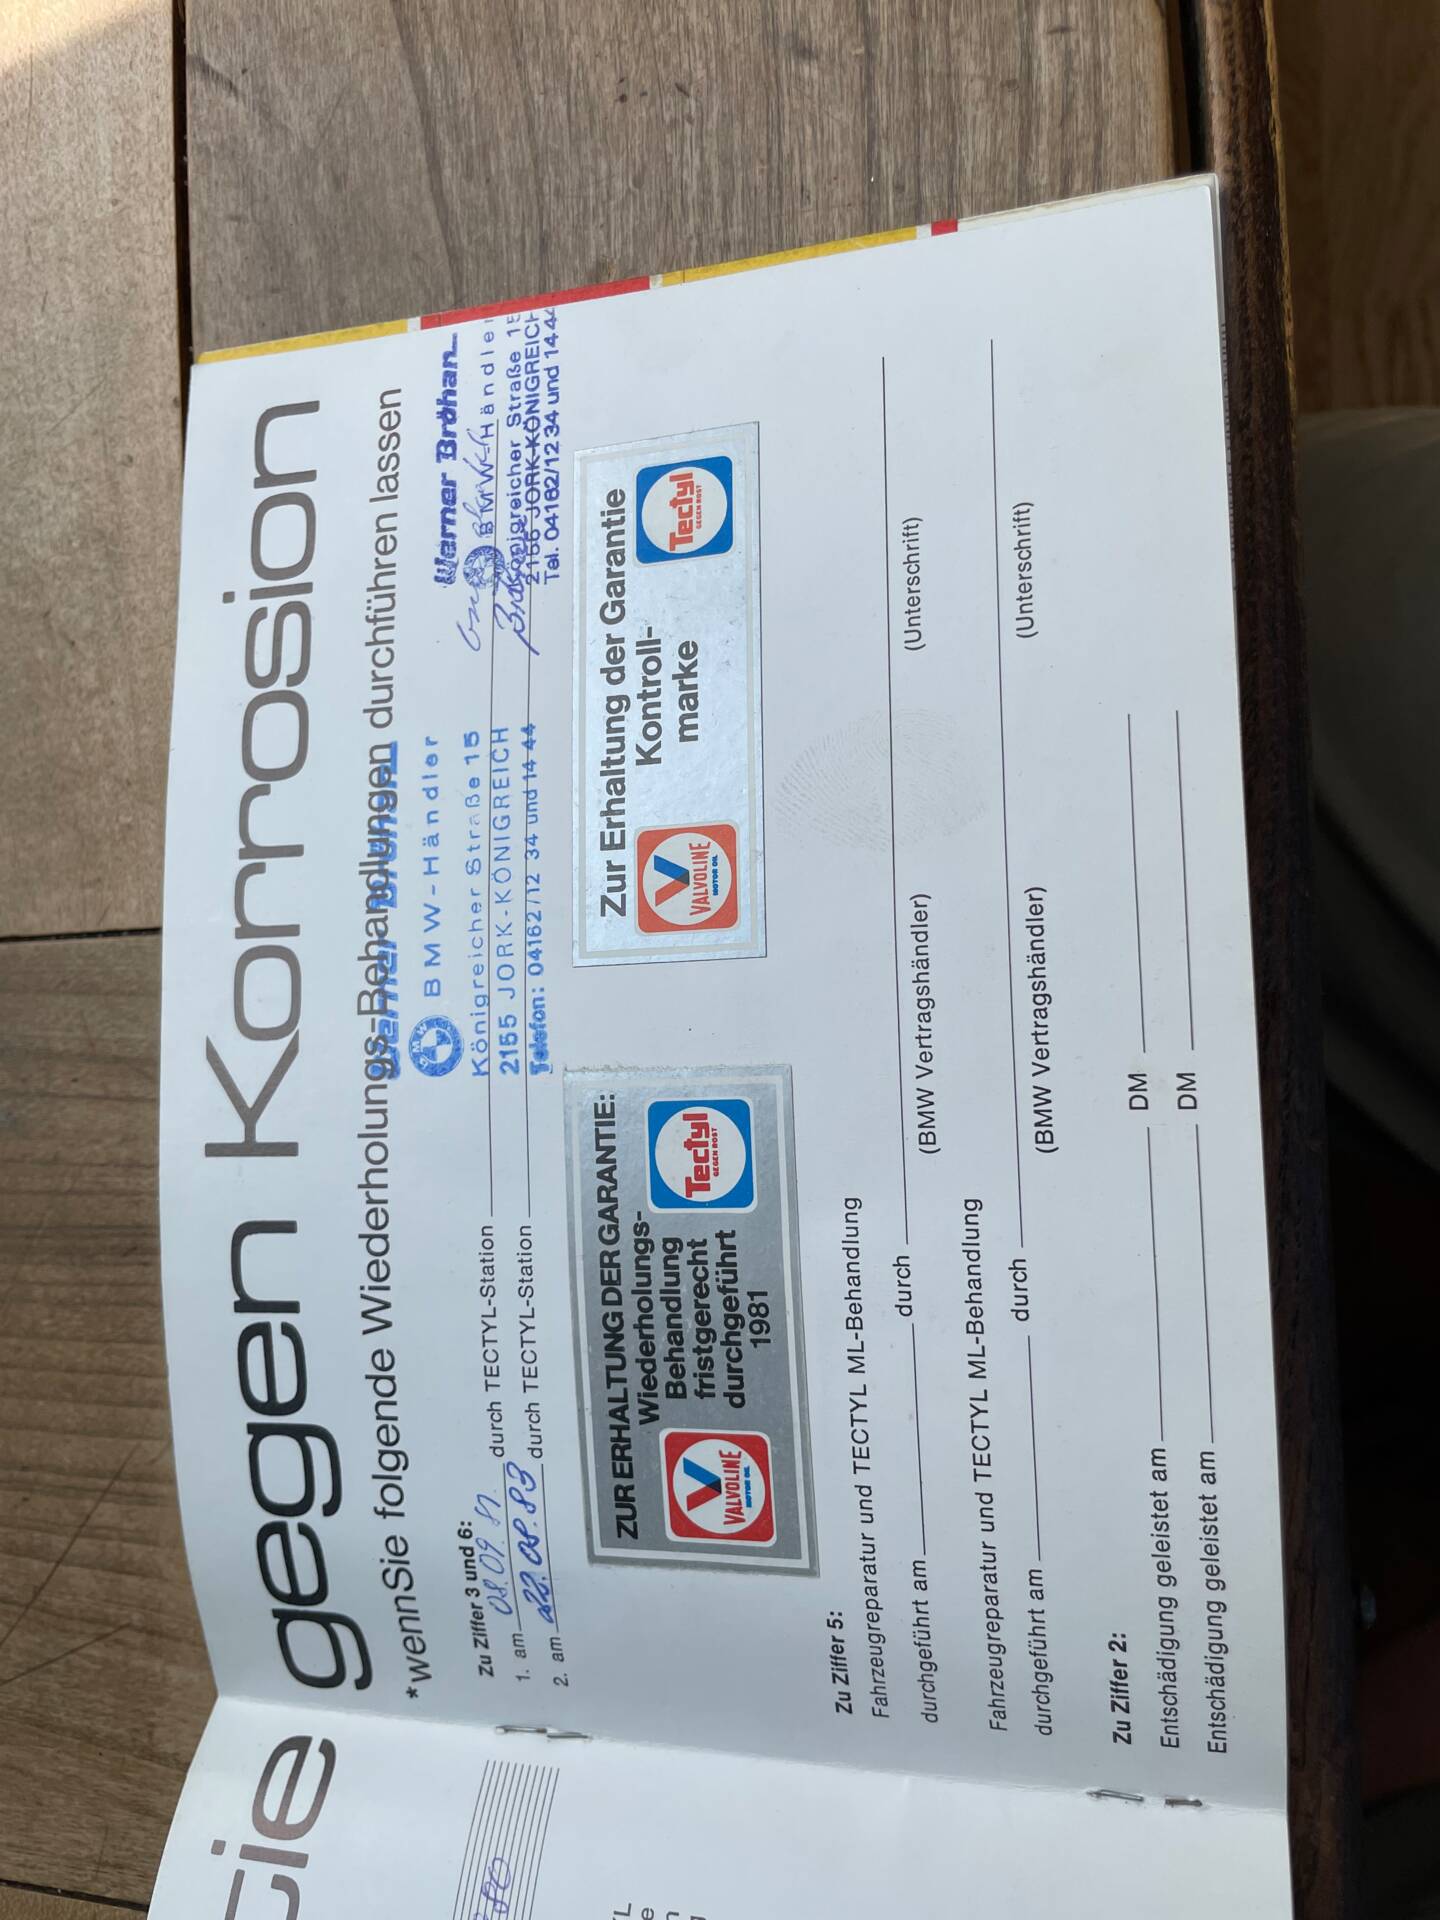 gegen Korrosion
*wennSie folgende Wiederholungs-Behandlungen durchführen lassen
Werner Bröhan
BMW-Händler
Königreicher Straße 15
2155 JORK-KÖNIGREICH
Telefon: 04162/12 34 und 14 44
Werner Bröhan
BMW-Händler
Königreicher Straße 15
2155 JORK-KÖNIGREICH
Tel. 04162/1234 und 1444
Zu Ziffer 3 und 6:
1. am 08.09.81 durch TECTYL-Station
2. am 22.08.83 durch TECTYL-Station
ZUR ERHALTUNG DER GARANTIE:
Wiederholungs-
Behandlung
fristgerecht
durchgeführt
1981
VALVOLINE
MOTOR OIL
Tectyl
GEGEN ROST
Zur Erhaltung der Garantie
Kontroll-
marke
VALVOLINE
MOTOR OIL
Tectyl
GEGEN ROST
Zu Ziffer 5:
Fahrzeugreparatur und TECTYL ML-Behandlung
durchgeführt am durch
(BMW Vertragshändler) (Unterschrift)
Fahrzeugreparatur und TECTYL ML-Behandlung
durchgeführt am durch
(BMW Vertragshändler) (Unterschrift)
Zu Ziffer 2:
Entschädigung geleistet am DM
Entschädigung geleistet am DM